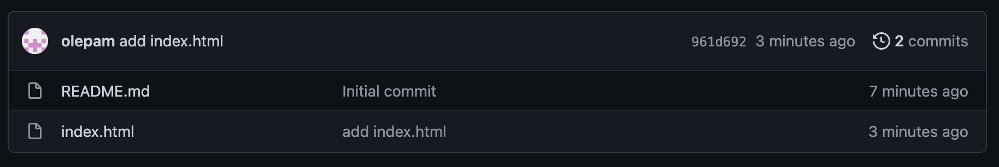 olepam add index.html 961d692 3 minutes ago 2 commits
README.md Initial commit 7 minutes ago
index.html add index.html 3 minutes ago